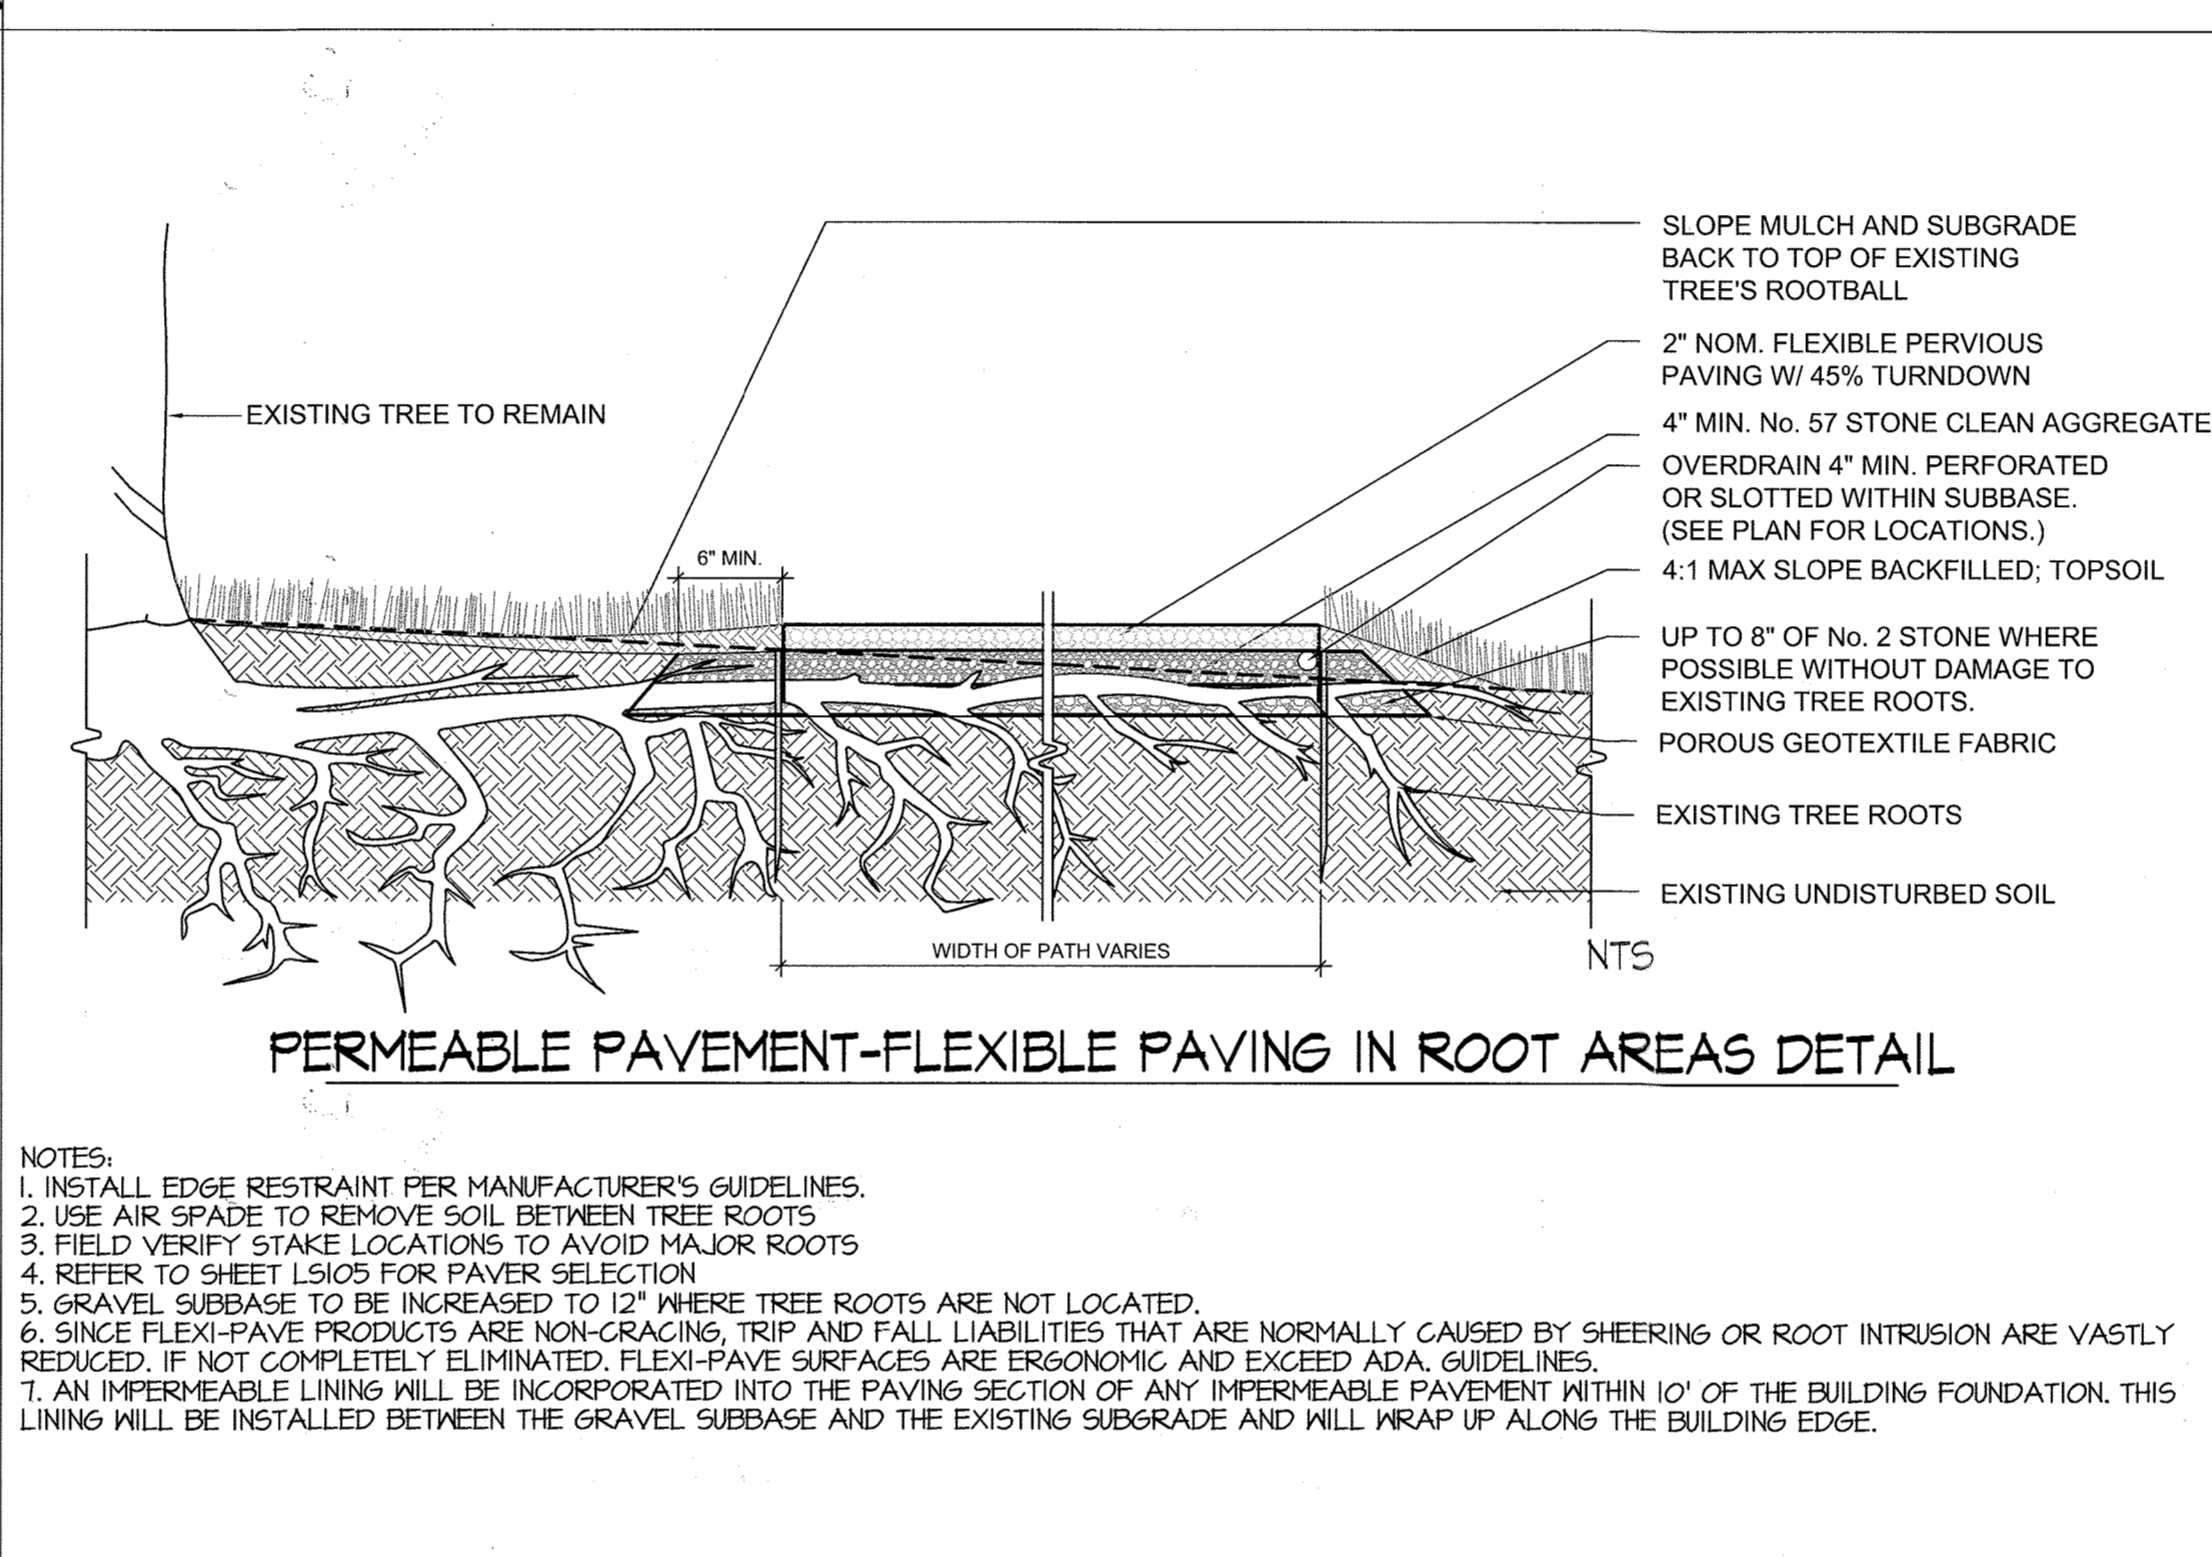 SLOPE MULCH AND SUBGRADE
BACK TO TOP OF EXISTING
TREE'S ROOTBALL
2" NOM. FLEXIBLE PERVIOUS
PAVING W/ 45% TURNDOWN
EXISTING TREE TO REMAIN
4" MIN. No. 57 STONE CLEAN AGGREGATE
OVERDRAIN 4" MIN. PERFORATED
OR SLOTTED WITHIN SUBBASE.
(SEE PLAN FOR LOCATIONS.)
6" MIN.
4:1 MAX SLOPE BACKFILLED; TOPSOIL
UP TO 8" OF No. 2 STONE WHERE
POSSIBLE WITHOUT DAMAGE TO
EXISTING TREE ROOTS.
POROUS GEOTEXTILE FABRIC
EXISTING TREE ROOTS
EXISTING UNDISTURBED SOIL
WIDTH OF PATH VARIES
NTS
PERMEABLE PAVEMENT-FLEXIBLE PAVING IN ROOT AREAS DETAIL
NOTES:
1. INSTALL EDGE RESTRAINT PER MANUFACTURER'S GUIDELINES.
2. USE AIR SPADE TO REMOVE SOIL BETWEEN TREE ROOTS
3. FIELD VERIFY STAKE LOCATIONS TO AVOID MAJOR ROOTS
4. REFER TO SHEET LS105 FOR PAVER SELECTION
5. GRAVEL SUBBASE TO BE INCREASED TO 12" WHERE TREE ROOTS ARE NOT LOCATED.
6. SINCE FLEXI-PAVE PRODUCTS ARE NON-CRACING, TRIP AND FALL LIABILITIES THAT ARE NORMALLY CAUSED BY SHEERING OR ROOT INTRUSION ARE VASTLY
REDUCED. IF NOT COMPLETELY ELIMINATED. FLEXI-PAVE SURFACES ARE ERGONOMIC AND EXCEED ADA. GUIDELINES.
7. AN IMPERMEABLE LINING WILL BE INCORPORATED INTO THE PAVING SECTION OF ANY IMPERMEABLE PAVEMENT WITHIN 10' OF THE BUILDING FOUNDATION. THIS
LINING WILL BE INSTALLED BETWEEN THE GRAVEL SUBBASE AND THE EXISTING SUBGRADE AND WILL WRAP UP ALONG THE BUILDING EDGE.